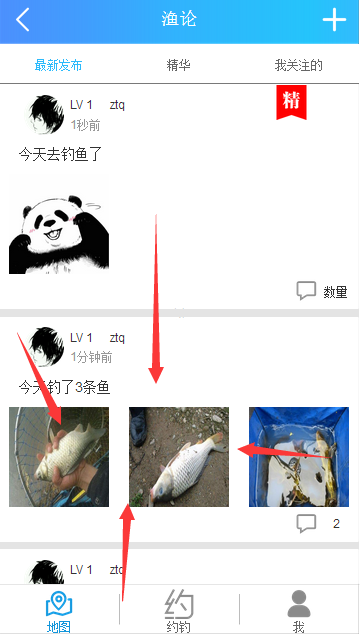 渔论
最新发布 精华 我关注的
精
LV 1 ztq
1秒前
今天去钓鱼了
数量
LV 1 ztq
1分钟前
今天钓了3条鱼
2
LV 1 ztq
地图 约钓 我
约